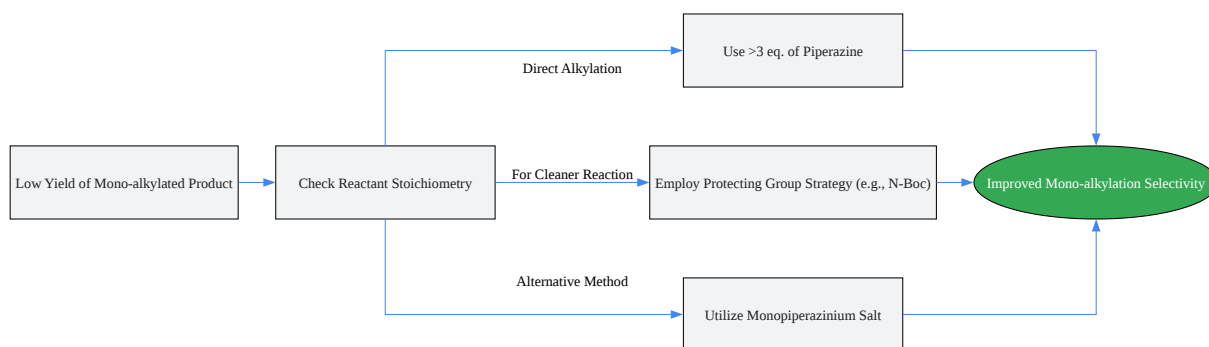 Use >3 eq. of Piperazine
Direct Alkylation
Low Yield of Mono-alkylated Product
Check Reactant Stoichiometry
For Cleaner Reaction
Employ Protecting Group Strategy (e.g., N-Boc)
Improved Mono-alkylation Selectivity
Alternative Method
Utilize Monopiperazinium Salt